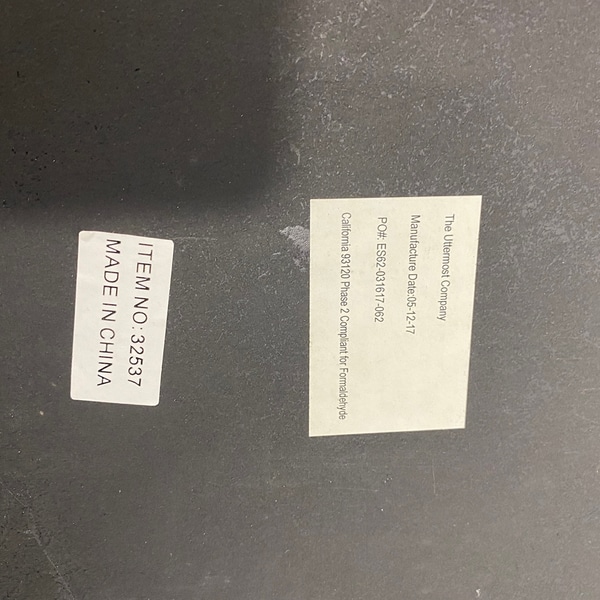 The Uttermost Company
Manufacture Date:05-12-17
PO#: ES62-031617-062
California 93120 Phase 2 Compliant for Formaldehyde
ITEM NO:32537
MADE IN CHINA